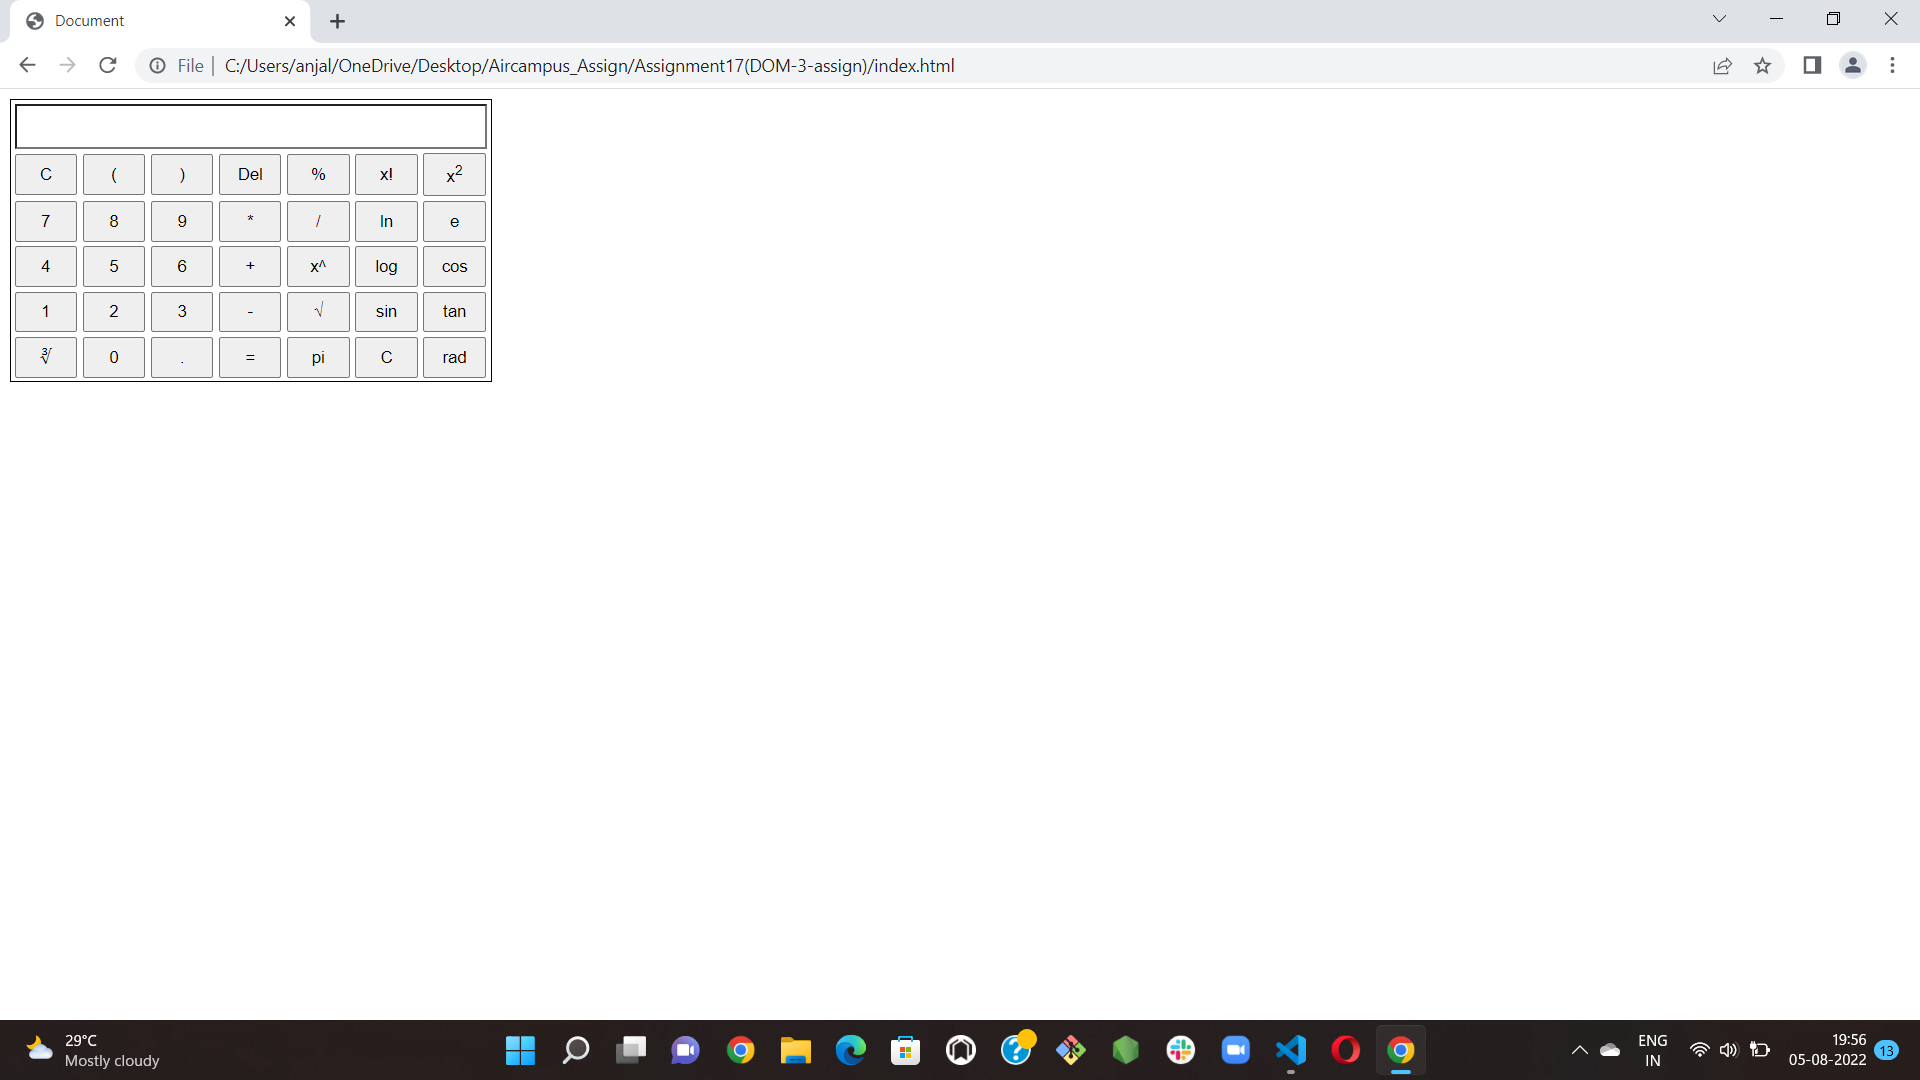 Document
File | C:/Users/anjal/OneDrive/Desktop/Aircampus_Assign/Assignment17(DOM-3-assign)/index.html
C ( ) Del % x! x²
7 8 9 * / ln e
4 5 6 + x^ log cos
1 2 3 - √ sin tan
∛ 0 . = pi C rad
29°C
Mostly cloudy
ENG
IN
19:56
05-08-2022
13